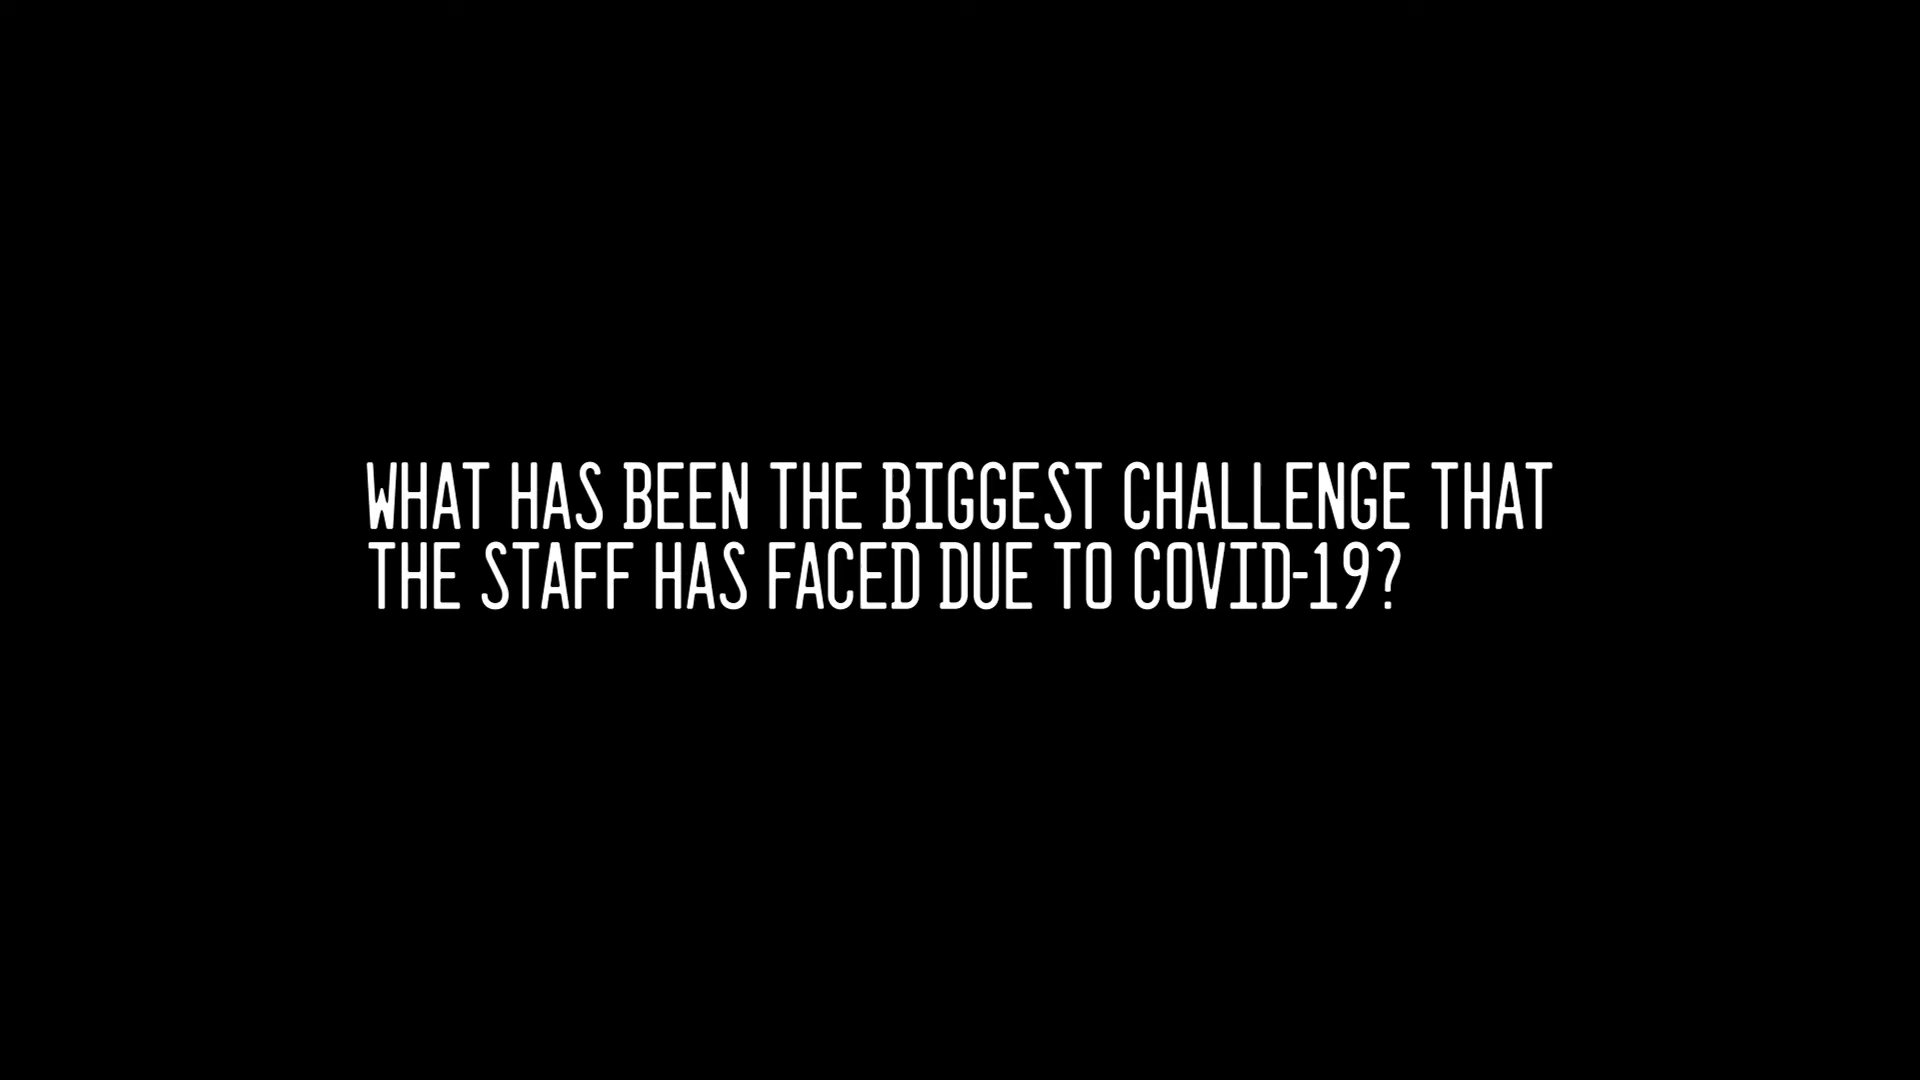 WHAT HAS BEEN THE BIGGEST CHALLENGE THAT
THE STAFF HAS FACED DUE TO COVID-19?